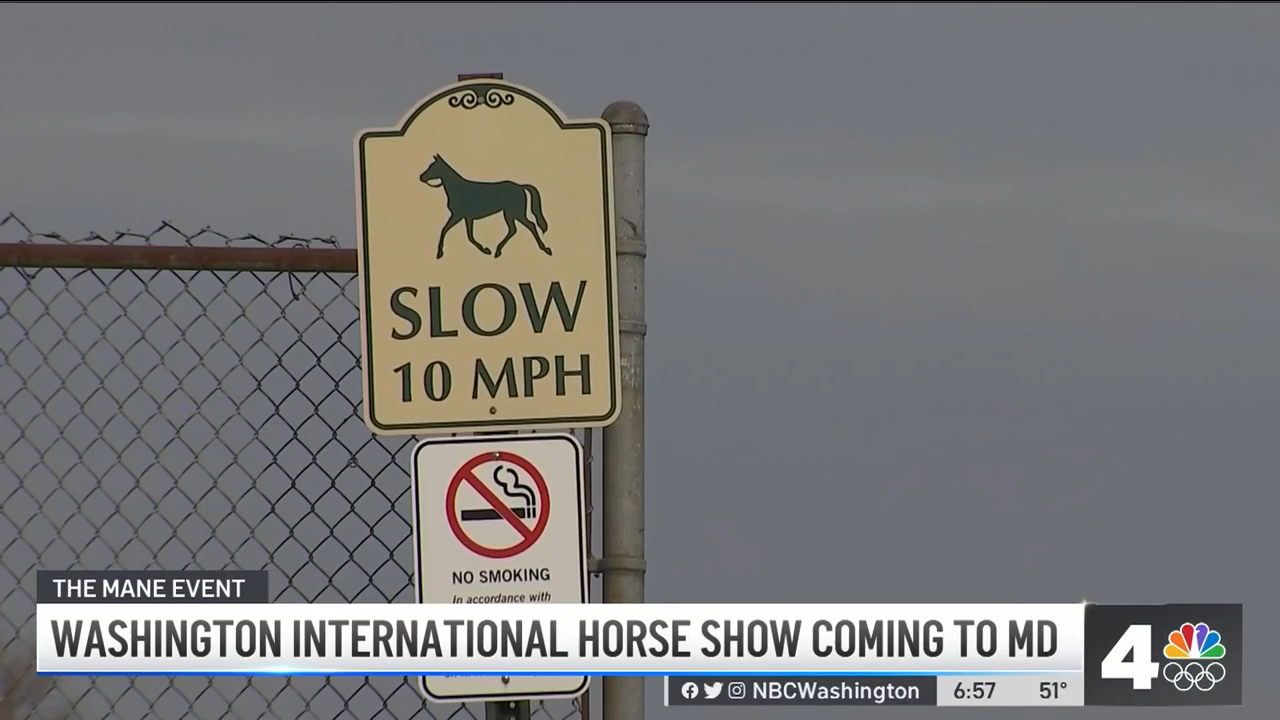 SLOW
10 MPH
NO SMOKING
In accordance with
THE MANE EVENT
WASHINGTON INTERNATIONAL HORSE SHOW COMING TO MD
4
NBCWashington
6:57
51°